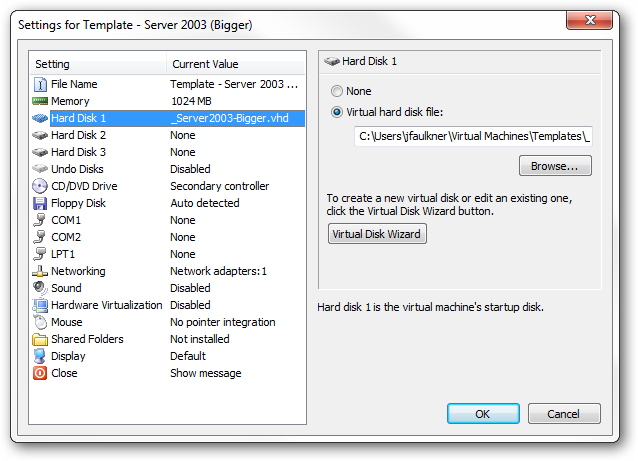 Settings for Template - Server 2003 (Bigger)
Setting Current Value
File Name Template - Server 2003 ...
Memory 1024 MB
Hard Disk 1 _Server2003-Bigger.vhd
Hard Disk 2 None
Hard Disk 3 None
Undo Disks Disabled
CD/DVD Drive Secondary controller
Floppy Disk Auto detected
COM1 None
COM2 None
LPT1 None
Networking Network adapters:1
Sound Disabled
Hardware Virtualization Disabled
Mouse No pointer integration
Shared Folders Not installed
Display Default
Close Show message
Hard Disk 1
None
Virtual hard disk file:
C:\Users\jfaulkner\Virtual Machines\Templates\_
Browse...
To create a new virtual disk or edit an existing one,
click the Virtual Disk Wizard button.
Virtual Disk Wizard
Hard disk 1 is the virtual machine's startup disk.
OK Cancel